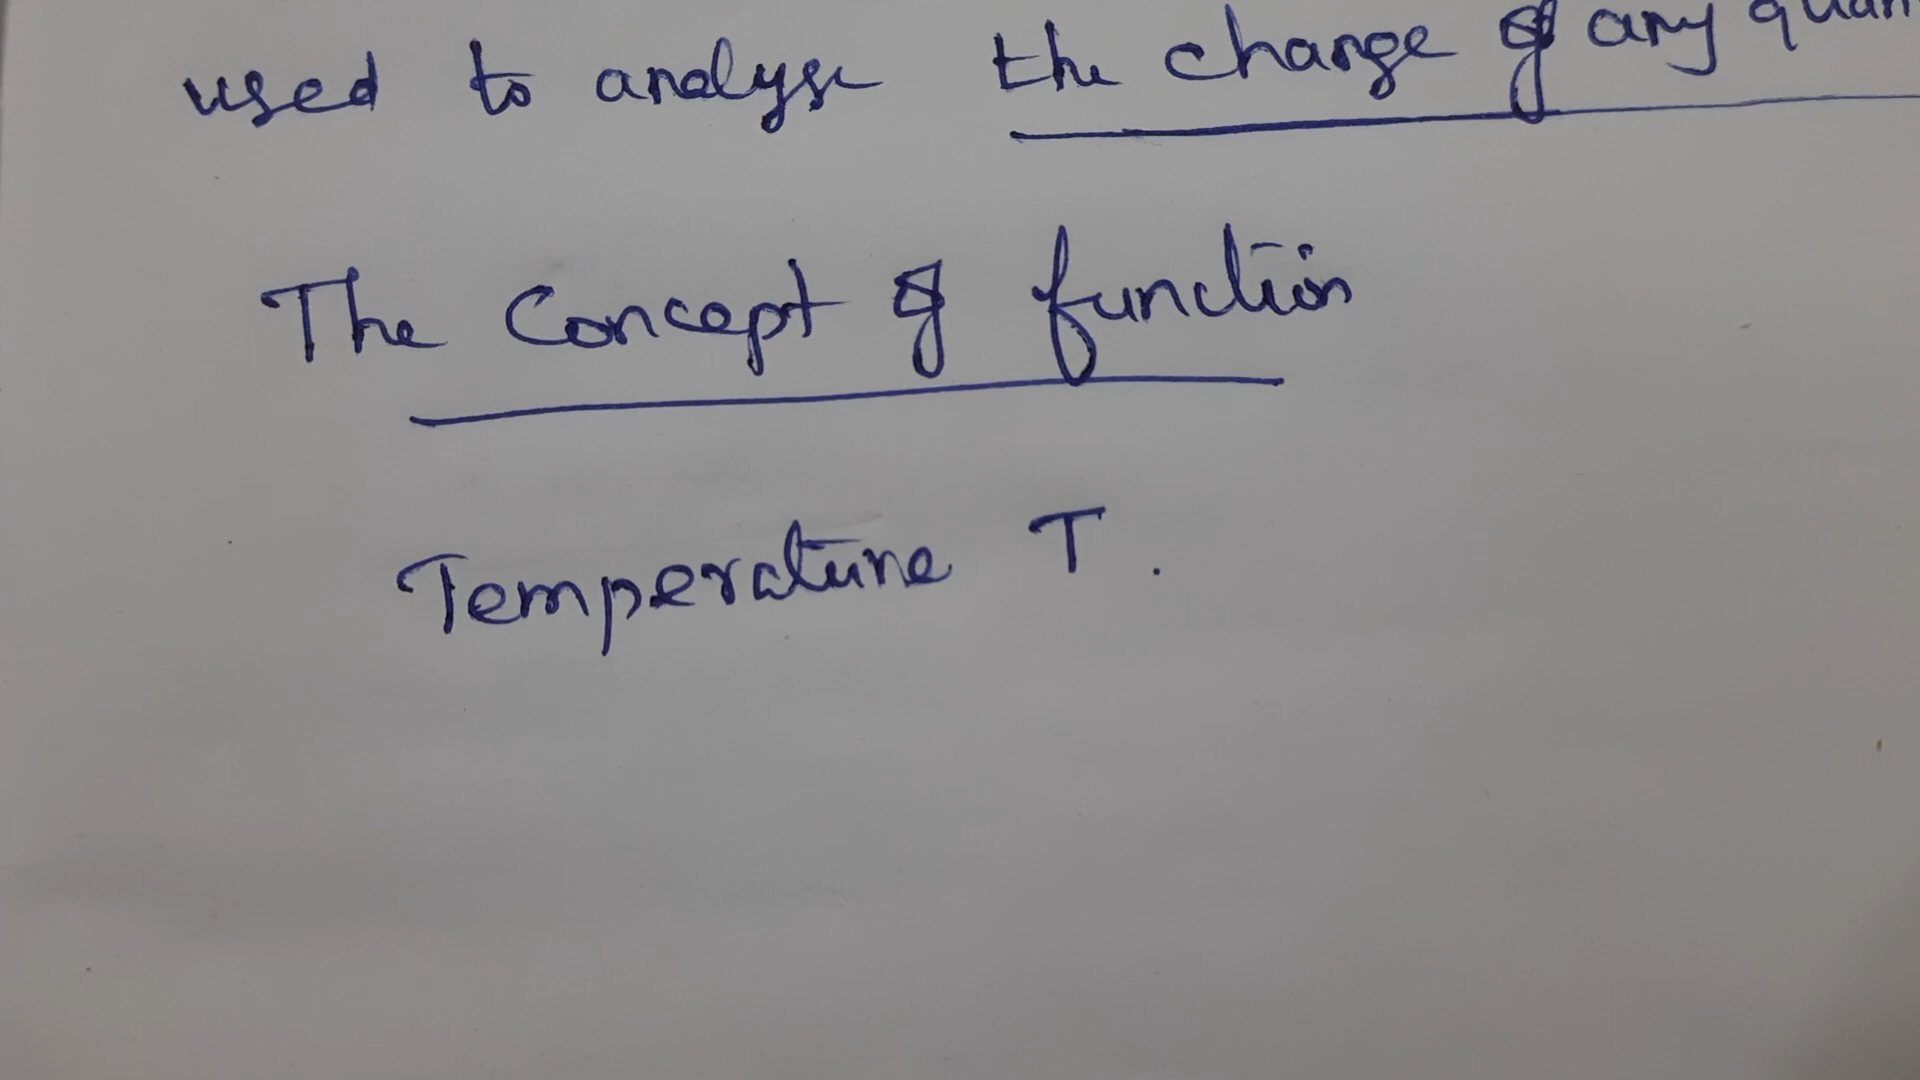 used to analyse the change of any
The Concept of function
Temperature T.